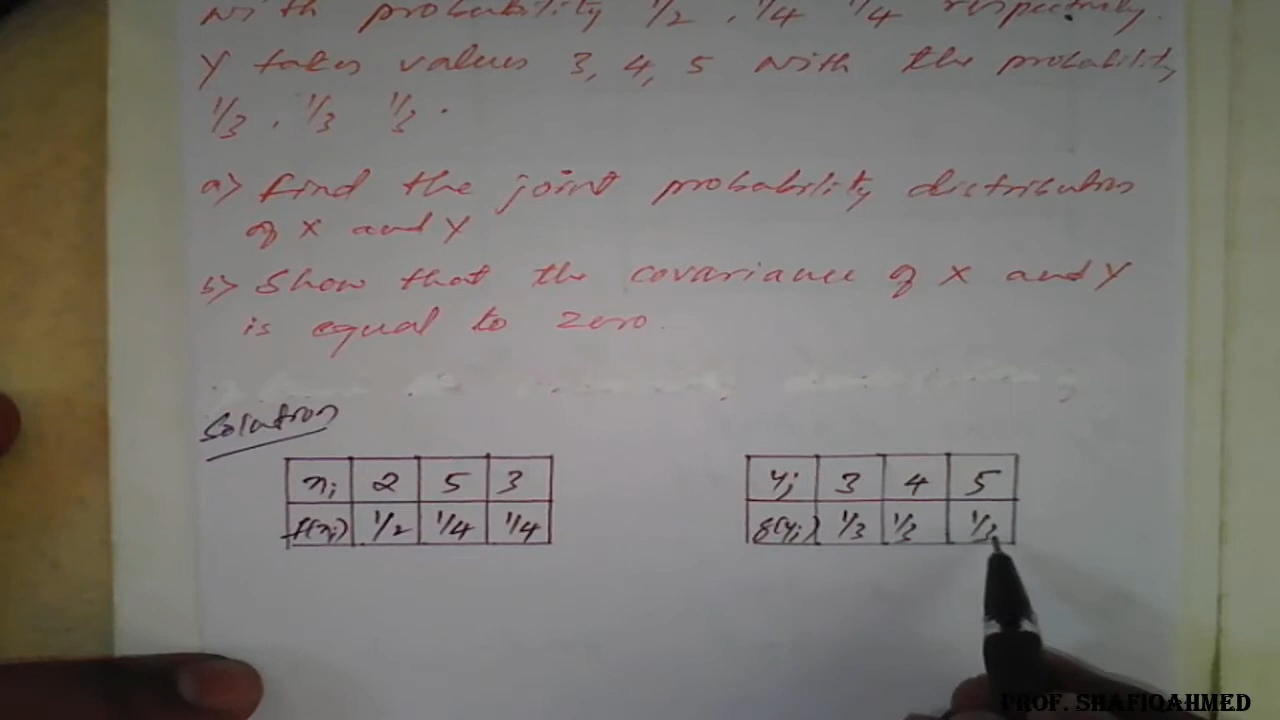 with probability 1/2, 1/4 1/4 respectively.
Y takes values 3, 4, 5 with the probability
1/3, 1/3 1/3.
a) Find the joint probability distribution
of X and Y
b) Show that the covariance of X and Y
is equal to zero.
Solution
xi 2 5 3
f(xi) 1/2 1/4 1/4
yj 3 4 5
g(yj) 1/3 1/3 1/3
PROF. SHAFIQAHMED